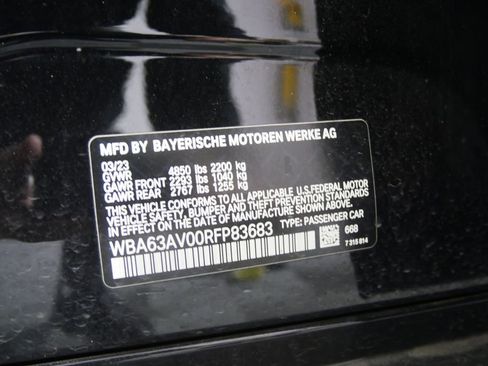 MFD BY BAYERISCHE MOTOREN WERKE AG
03/23
GVWR 4850 lbs 2200 kg
GAWR FRONT 2293 lbs 1040 kg
GAWR REAR 2767 lbs 1255 kg
THIS VEHICLE CONFORMS TO ALL APPLICABLE U.S.FEDERAL MOTOR
VEHICLE SAFETY, BUMPER, AND THEFT PREVENTION STANDARDS IN
EFFECT ON THE DATE OF MANUFACTURE SHOWN ABOVE.
WBA63AV00RFP83683 TYPE: PASSENGER CAR
668
7 315 814